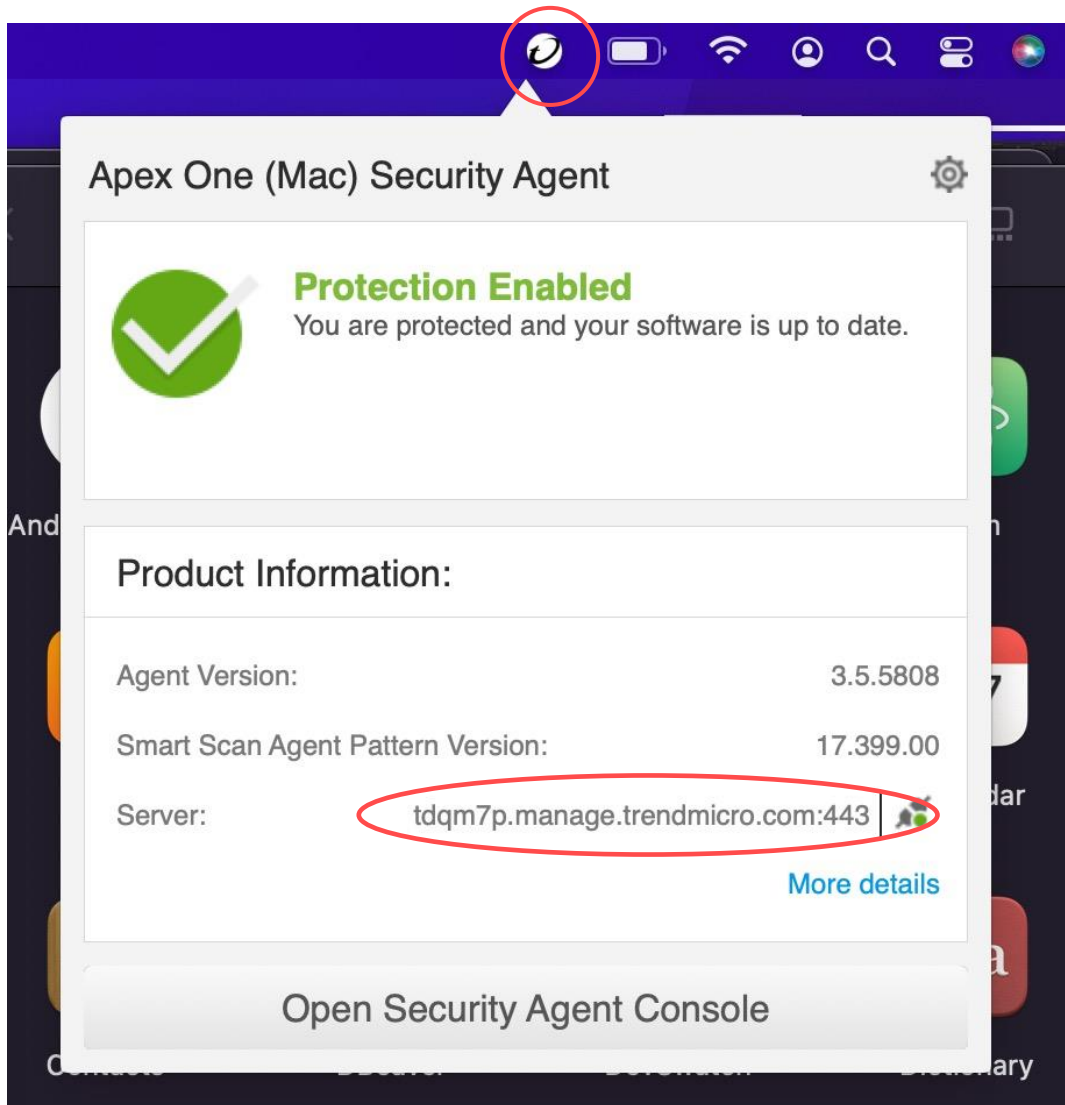 Apex One (Mac) Security Agent
Protection Enabled
You are protected and your software is up to date.
And
n
Product Information:
Agent Version: 3.5.5808
7
Smart Scan Agent Pattern Version: 17.399.00
dar
Server: tdqm7p.manage.trendmicro.com:443
More details
a
Open Security Agent Console
ary